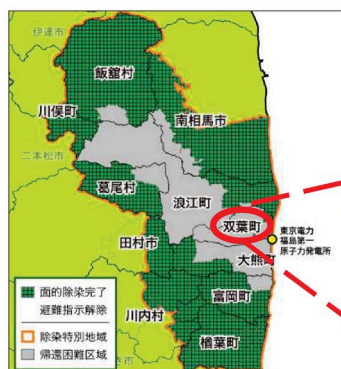 伊達市
飯舘村
川俣町
南相馬市
二本松市
葛尾村
浪江町
双葉町
東京電力
福島第一
原子力発電所
田村市
大熊町
富岡町
川内村
楢葉町
面的除染完了
避難指示解除
除染特別地域
帰還困難区域
き市